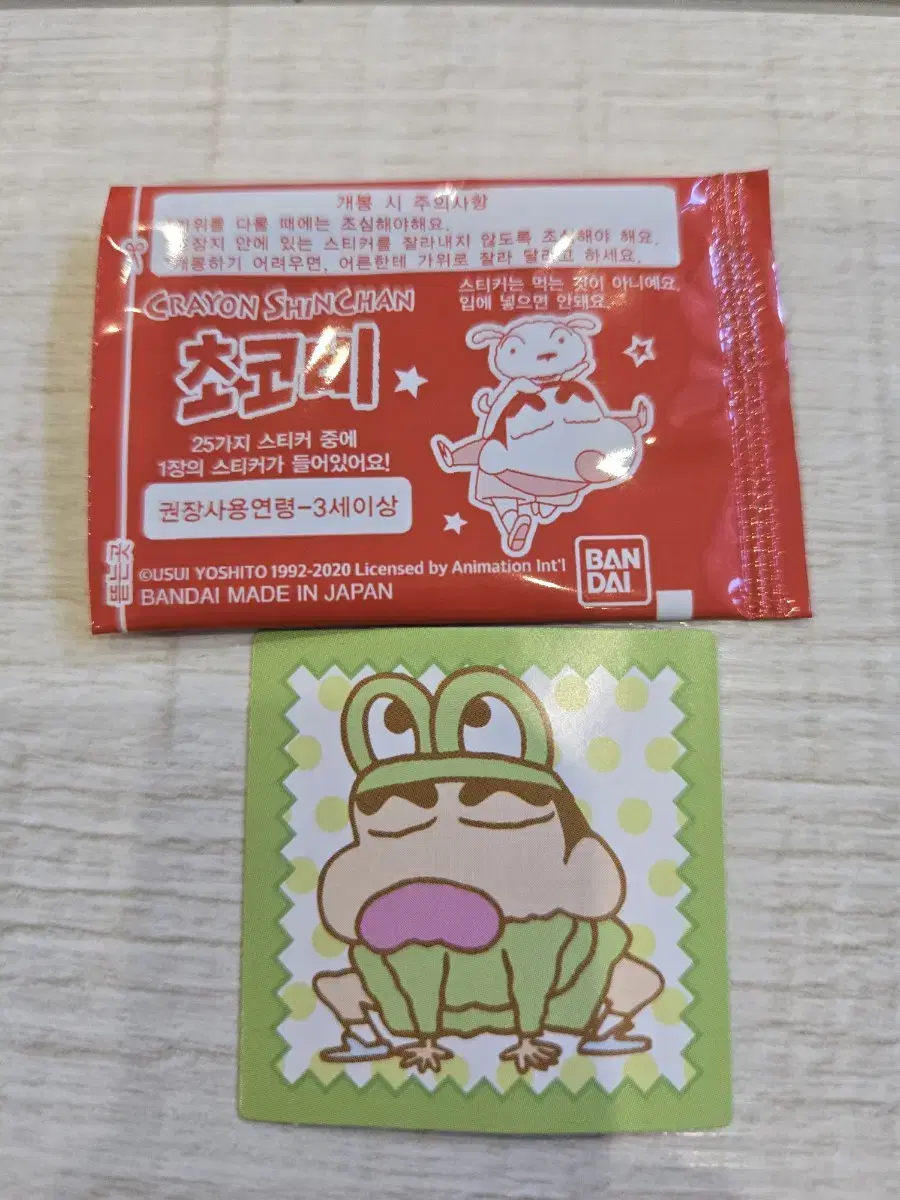 개봉 시 주의사항
가위를 다룰 때에는 조심해야해요.
포장지 안에 있는 스티커를 잘라내지 않도록 조심해야 해요.
개봉하기 어려우면, 어른한테 가위로 잘라 달라고 하세요.
스티커는 먹는 것이 아니예요.
입에 넣으면 안돼요.
CRAYON SHINCHAN
초코비
25가지 스티커 중에
1장의 스티커가 들어있어요!
권장사용연령-3세이상
뜯는곳
©USUI YOSHITO 1992-2020 Licensed by Animation Int'l
BANDAI MADE IN JAPAN
BAN
DAI